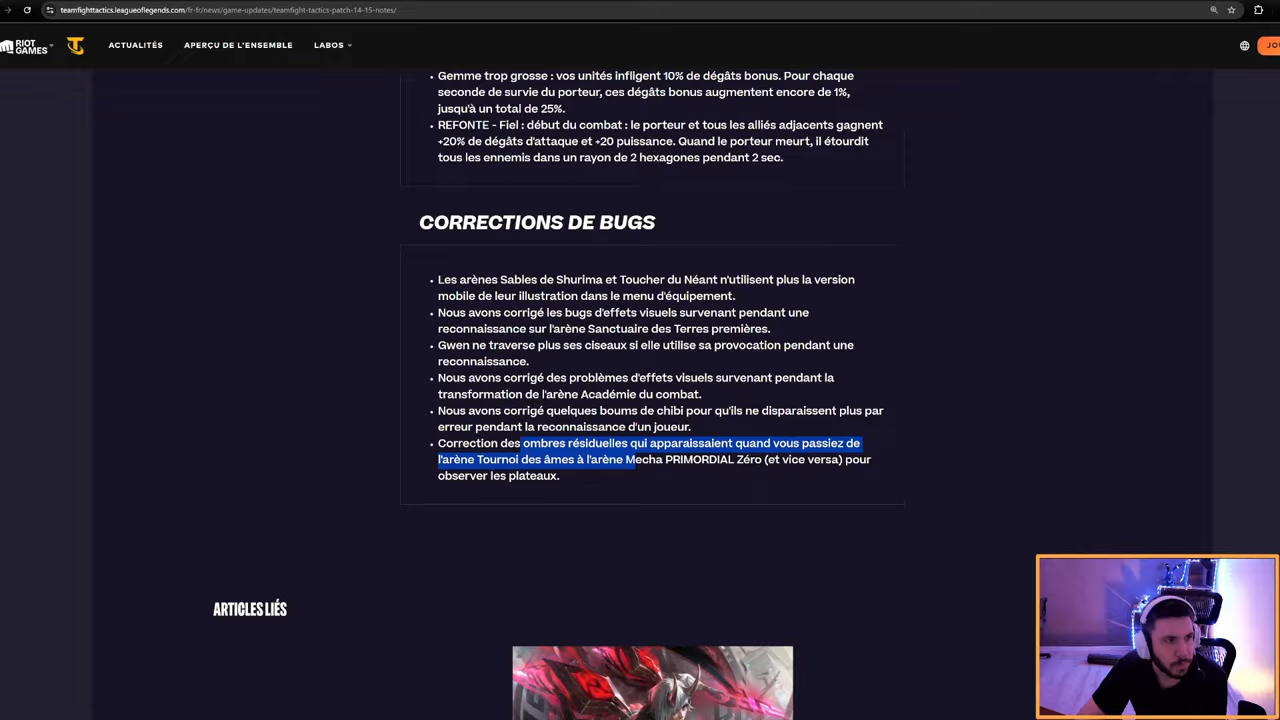 teamfighttactics.leagueoflegends.com/fr-fr/news/game-updates/teamfight-tactics-patch-14-15-notes/
RIOT GAMES
ACTUALITÉS
APERÇU DE L'ENSEMBLE
LABOS
JO
• Gemme trop grosse : vos unités infligent 10% de dégâts bonus. Pour chaque
seconde de survie du porteur, ces dégâts bonus augmentent encore de 1%,
jusqu'à un total de 25%.
• REFONTE - Fiel : début du combat : le porteur et tous les alliés adjacents gagnent
+20% de dégâts d'attaque et +20 puissance. Quand le porteur meurt, il étourdit
tous les ennemis dans un rayon de 2 hexagones pendant 2 sec.
CORRECTIONS DE BUGS
• Les arènes Sables de Shurima et Toucher du Néant n'utilisent plus la version
mobile de leur illustration dans le menu d'équipement.
• Nous avons corrigé les bugs d'effets visuels survenant pendant une
reconnaissance sur l'arène Sanctuaire des Terres premières.
• Gwen ne traverse plus ses ciseaux si elle utilise sa provocation pendant une
reconnaissance.
• Nous avons corrigé des problèmes d'effets visuels survenant pendant la
transformation de l'arène Académie du combat.
• Nous avons corrigé quelques boums de chibi pour qu'ils ne disparaissent plus par
erreur pendant la reconnaissance d'un joueur.
• Correction des ombres résiduelles qui apparaissaient quand vous passiez de
l'arène Tournoi des âmes à l'arène Mecha PRIMORDIAL Zéro (et vice versa) pour
observer les plateaux.
ARTICLES LIÉS